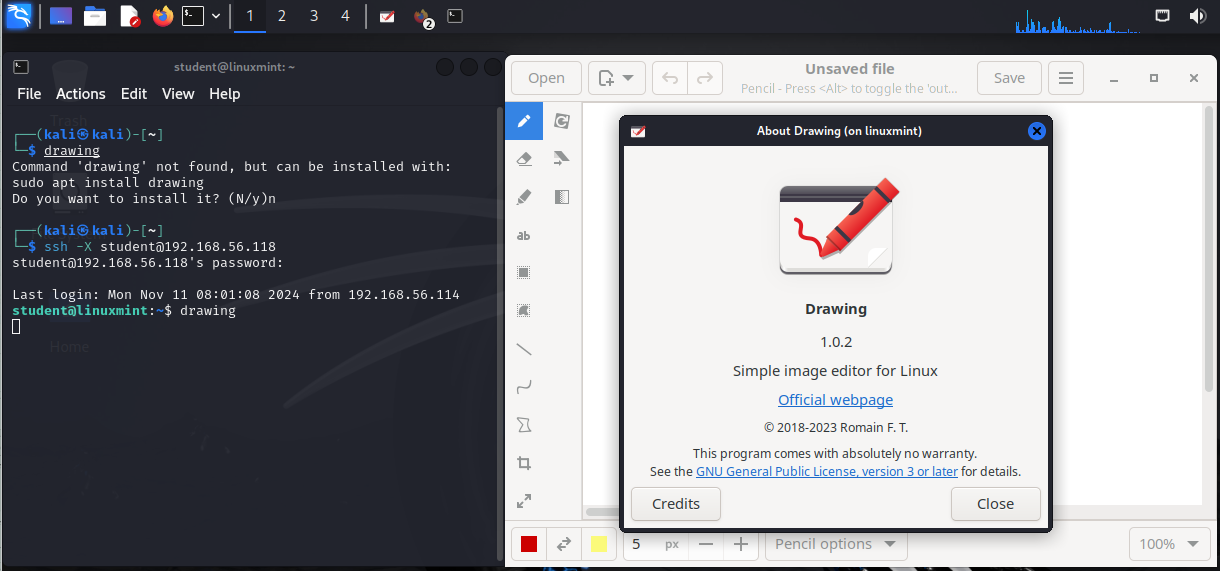 1 2 3 4
2
student@linuxmint: ~
File Actions Edit View Help
Trash
┌──(kali㉿kali)-[~]
└─$ drawing
Command 'drawing' not found, but can be installed with:
sudo apt install drawing
Do you want to install it? (N/y)n
┌──(kali㉿kali)-[~]
└─$ ssh -X student@192.168.56.118
student@192.168.56.118's password:
Last login: Mon Nov 11 08:01:08 2024 from 192.168.56.114
student@linuxmint:~$ drawing
Home
Open
Unsaved file
Pencil - Press <Alt> to toggle the 'out…
Save
ab
About Drawing (on linuxmint)
Drawing
1.0.2
Simple image editor for Linux
Official webpage
© 2018-2023 Romain F. T.
This program comes with absolutely no warranty.
See the GNU General Public License, version 3 or later for details.
Credits Close
5 px
Pencil options
100%